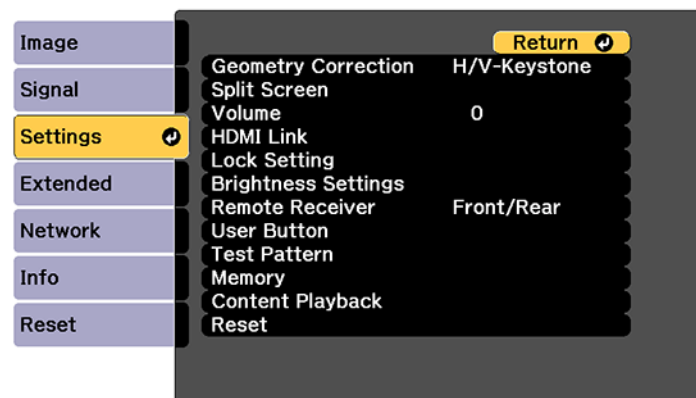 Image
Signal
Settings
Extended
Network
Info
Reset
Return
Geometry Correction H/V-Keystone
Split Screen
Volume 0
HDMI Link
Lock Setting
Brightness Settings
Remote Receiver Front/Rear
User Button
Test Pattern
Memory
Content Playback
Reset